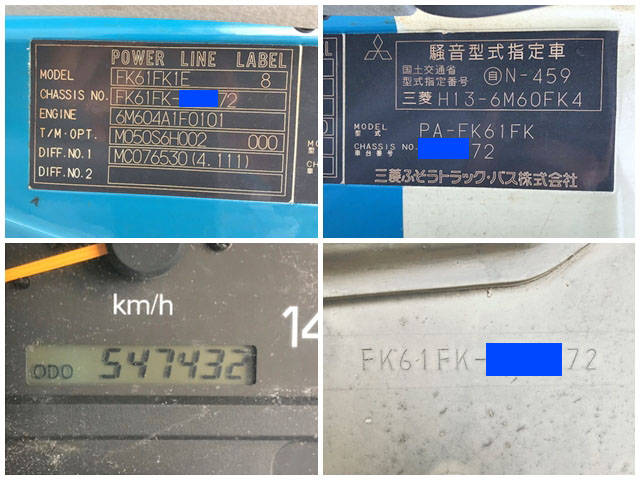 POWER LINE LABEL
MODEL FK61FK1E 8
CHASSIS NO. FK61FK- 72
ENGINE 6M604A1F0101
T/M·OPT. M050S6H002 000
DIFF.NO.1 MC076530(4.111)
DIFF.NO.2
騒音型式指定車
国土交通省
型式指定番号 自N-459
三菱 H13-6M60FK4
MODEL
型式 PA-FK61FK
CHASSIS NO.
車台番号 72
三菱ふそうトラック・バス株式会社
km/h
14
ODO 547432
FK61FK- 72